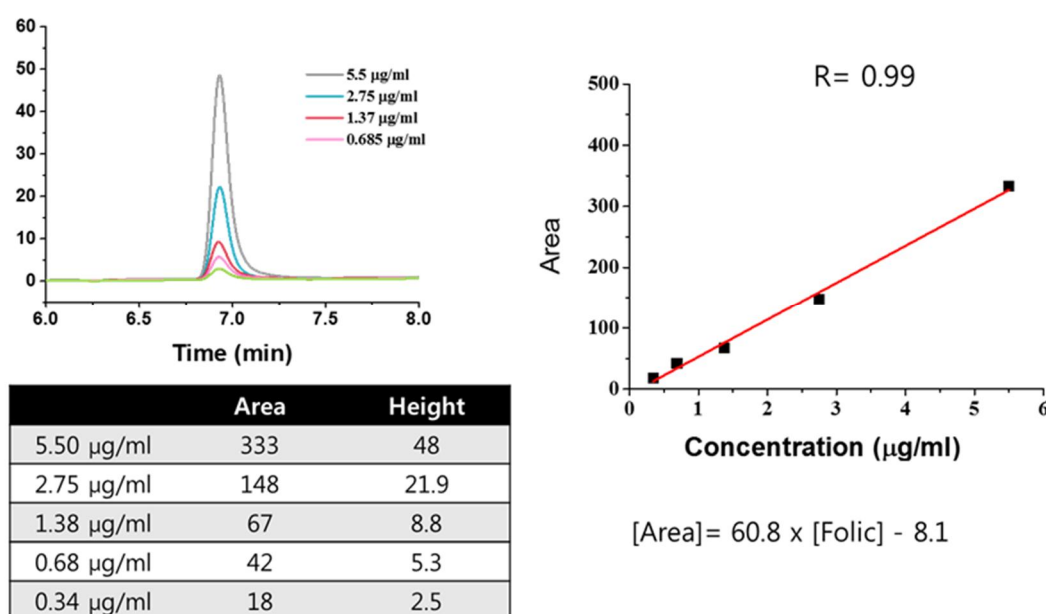 60
50
40
30
20
10
0
5.5 µg/ml
2.75 µg/ml
1.37 µg/ml
0.685 µg/ml
6.0 6.5 7.0 7.5 8.0
Time (min)
Area Height
5.50 µg/ml 333 48
2.75 µg/ml 148 21.9
1.38 µg/ml 67 8.8
0.68 µg/ml 42 5.3
0.34 µg/ml 18 2.5
R= 0.99
500
400
300
200
100
0
Area
0 1 2 3 4 5 6
Concentration (µg/ml)
[Area]= 60.8 x [Folic] - 8.1